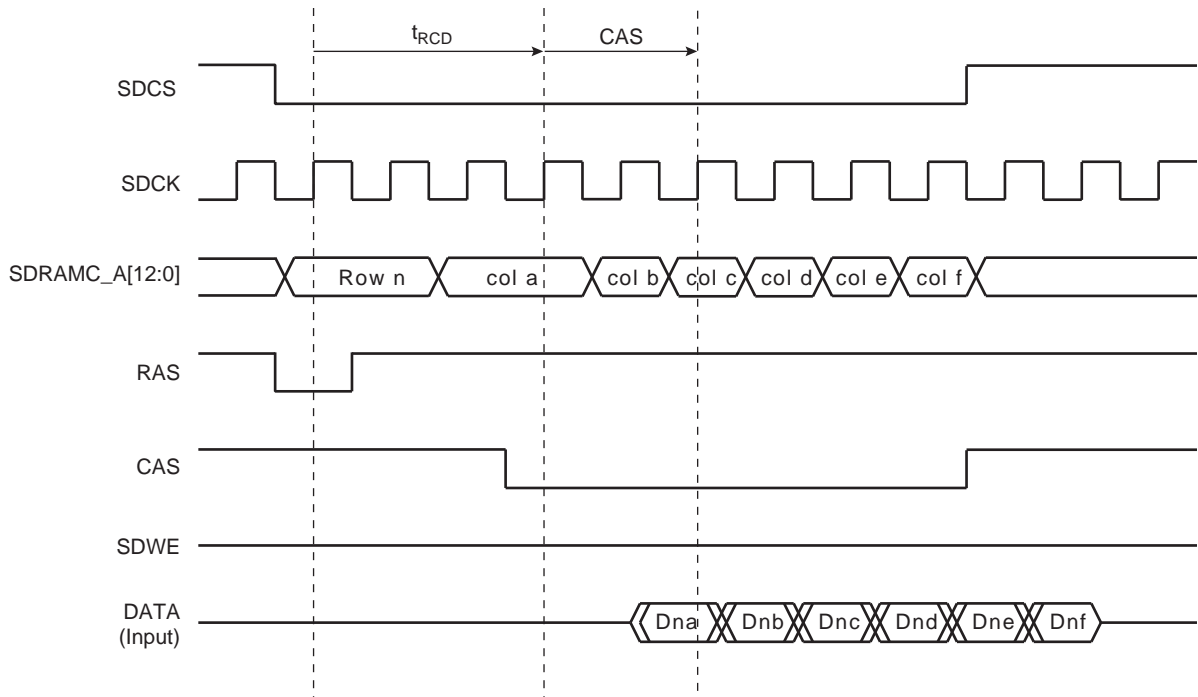 tRCD
CAS
SDCS
SDCK
SDRAMC_A[12:0]
Row n
col a
col b
col c
col d
col e
col f
RAS
CAS
SDWE
DATA
(Input)
Dna
Dnb
Dnc
Dnd
Dne
Dnf